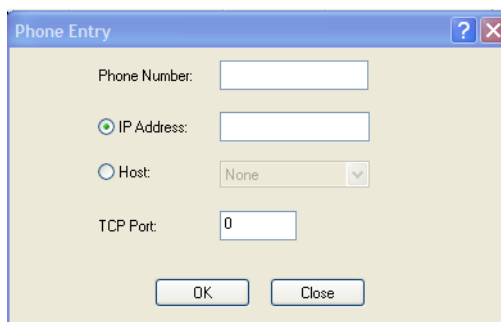 Phone Entry
Phone Number:
IP Address:
Host: None
TCP Port: 0
OK Close